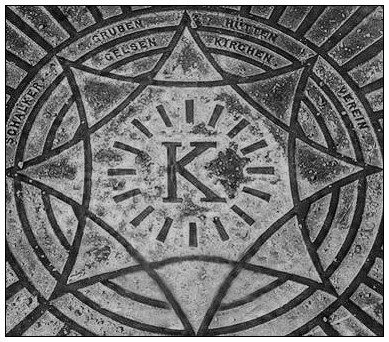 SCHALKER GRUBEN HÜTTEN VEREIN
GELSEN KIRCHEN
K